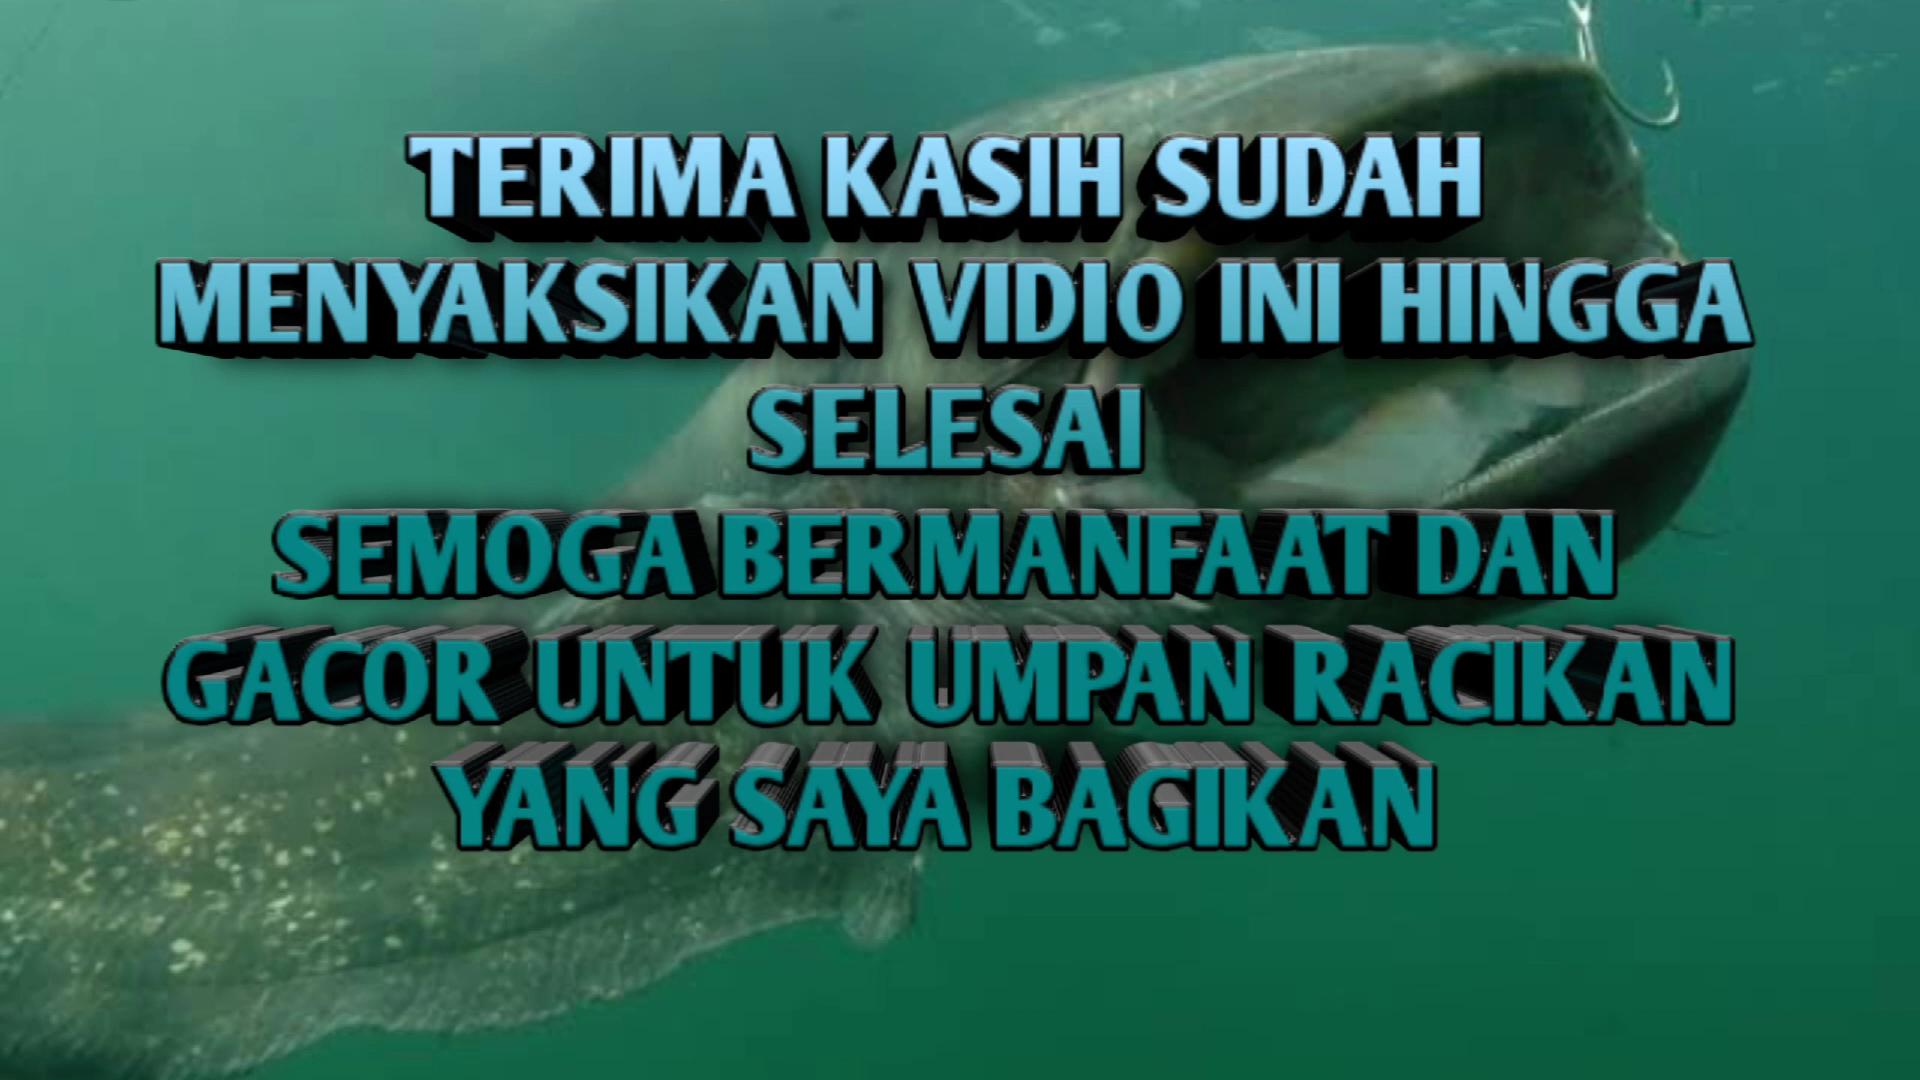 TERIMA KASIH SUDAH
MENYAKSIKAN VIDIO INI HINGGA
SELESAI
SEMOGA BERMANFAAT DAN
GACOR UNTUK UMPAN RACIKAN
YANG SAYA BAGIKAN